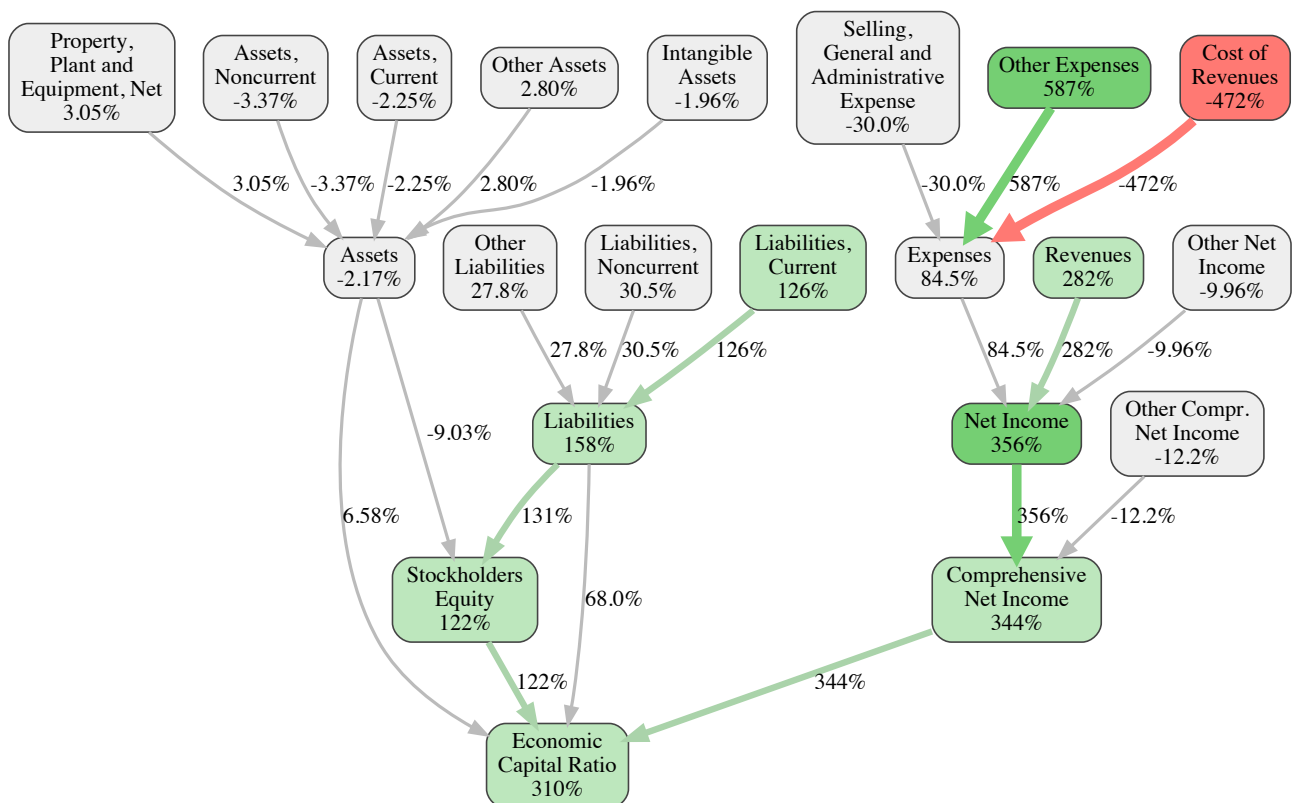 Property,
Plant and
Equipment, Net
3.05%
Assets,
Noncurrent
-3.37%
Assets,
Current
-2.25%
Other Assets
2.80%
Intangible
Assets
-1.96%
Selling,
General and
Administrative
Expense
-30.0%
Other Expenses
587%
Cost of
Revenues
-472%
3.05%
-3.37%
-2.25%
2.80%
-1.96%
-30.0%
587%
-472%
Assets
-2.17%
Other
Liabilities
27.8%
Liabilities,
Noncurrent
30.5%
Liabilities,
Current
126%
Expenses
84.5%
Revenues
282%
Other Net
Income
-9.96%
27.8%
30.5%
126%
84.5%
282%
-9.96%
-9.03%
Liabilities
158%
Net Income
356%
Other Compr.
Net Income
-12.2%
6.58%
131%
356%
-12.2%
Stockholders
Equity
122%
68.0%
Comprehensive
Net Income
344%
122%
344%
Economic
Capital Ratio
310%